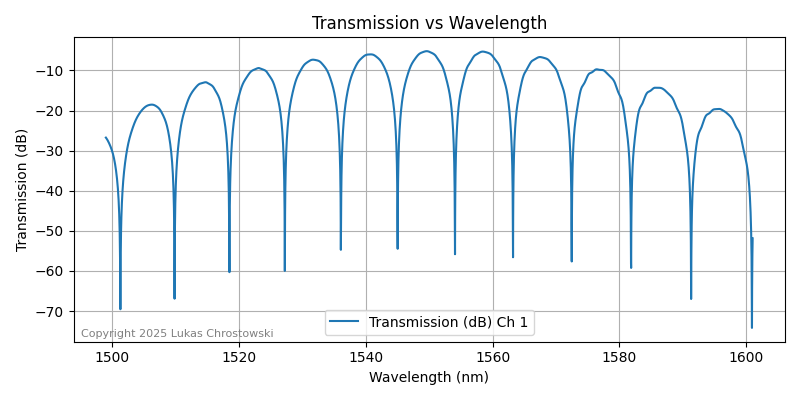 Transmission vs Wavelength
Transmission (dB)
−10
−20
−30
−40
−50
−60
−70
Copyright 2025 Lukas Chrostowski
Transmission (dB) Ch 1
1500 1520 1540 1560 1580 1600
Wavelength (nm)